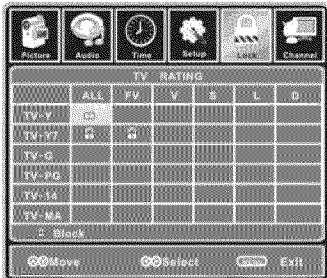 Picture Audio Time Setup Lock Channel
TV RATING
ALL FV V S L D
TV-Y
TV-Y7
TV-G
TV-PG
TV-14
TV-MA
Block
Move Select Exit